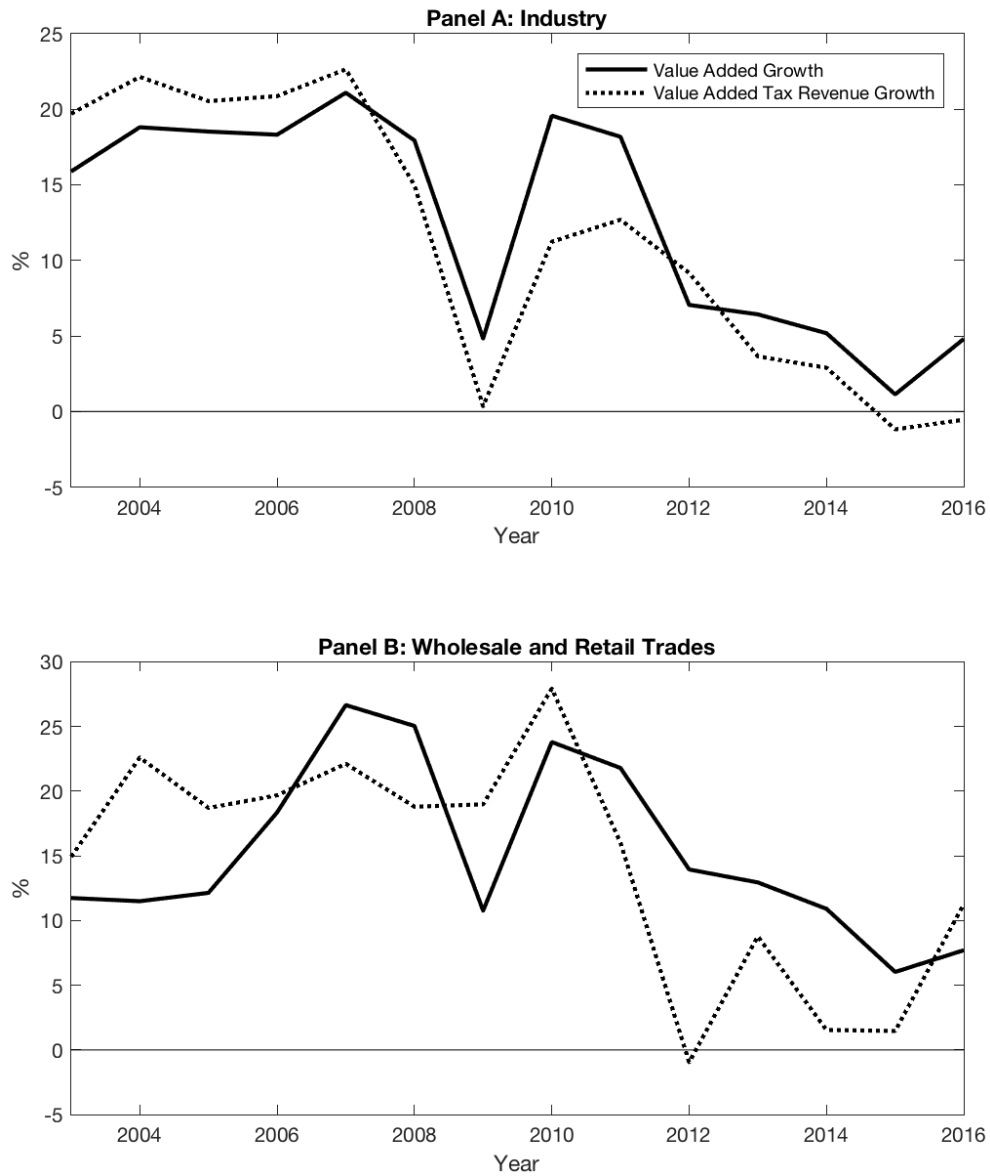 Panel A: Industry
25
20
15
10
5
0
-5
%
Value Added Growth
Value Added Tax Revenue Growth
2004 2006 2008 2010 2012 2014 2016
Year
Panel B: Wholesale and Retail Trades
30
25
20
15
10
5
0
-5
%
2004 2006 2008 2010 2012 2014 2016
Year